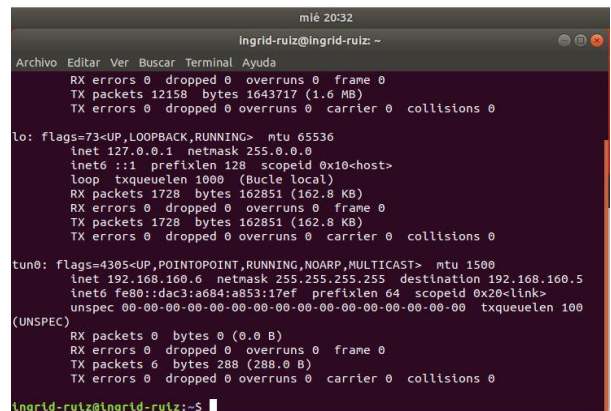 mié 20:32
ingrid-ruiz@ingrid-ruiz: ~
Archivo Editar Ver Buscar Terminal Ayuda
RX errors 0 dropped 0 overruns 0 frame 0
TX packets 12158 bytes 1643717 (1.6 MB)
TX errors 0 dropped 0 overruns 0 carrier 0 collisions 0
lo: flags=73<UP,LOOPBACK,RUNNING> mtu 65536
inet 127.0.0.1 netmask 255.0.0.0
inet6 ::1 prefixlen 128 scopeid 0x10<host>
loop txqueuelen 1000 (Bucle local)
RX packets 1728 bytes 162851 (162.8 KB)
RX errors 0 dropped 0 overruns 0 frame 0
TX packets 1728 bytes 162851 (162.8 KB)
TX errors 0 dropped 0 overruns 0 carrier 0 collisions 0
tun0: flags=4305<UP,POINTOPOINT,RUNNING,NOARP,MULTICAST> mtu 1500
inet 192.168.160.6 netmask 255.255.255.255 destination 192.168.160.5
inet6 fe80::dac3:a684:a853:17ef prefixlen 64 scopeid 0x20<link>
unspec 00-00-00-00-00-00-00-00-00-00-00-00-00-00-00-00 txqueuelen 100
(UNSPEC)
RX packets 0 bytes 0 (0.0 B)
RX errors 0 dropped 0 overruns 0 frame 0
TX packets 6 bytes 288 (288.0 B)
TX errors 0 dropped 0 overruns 0 carrier 0 collisions 0
ingrid-ruiz@ingrid-ruiz:~$